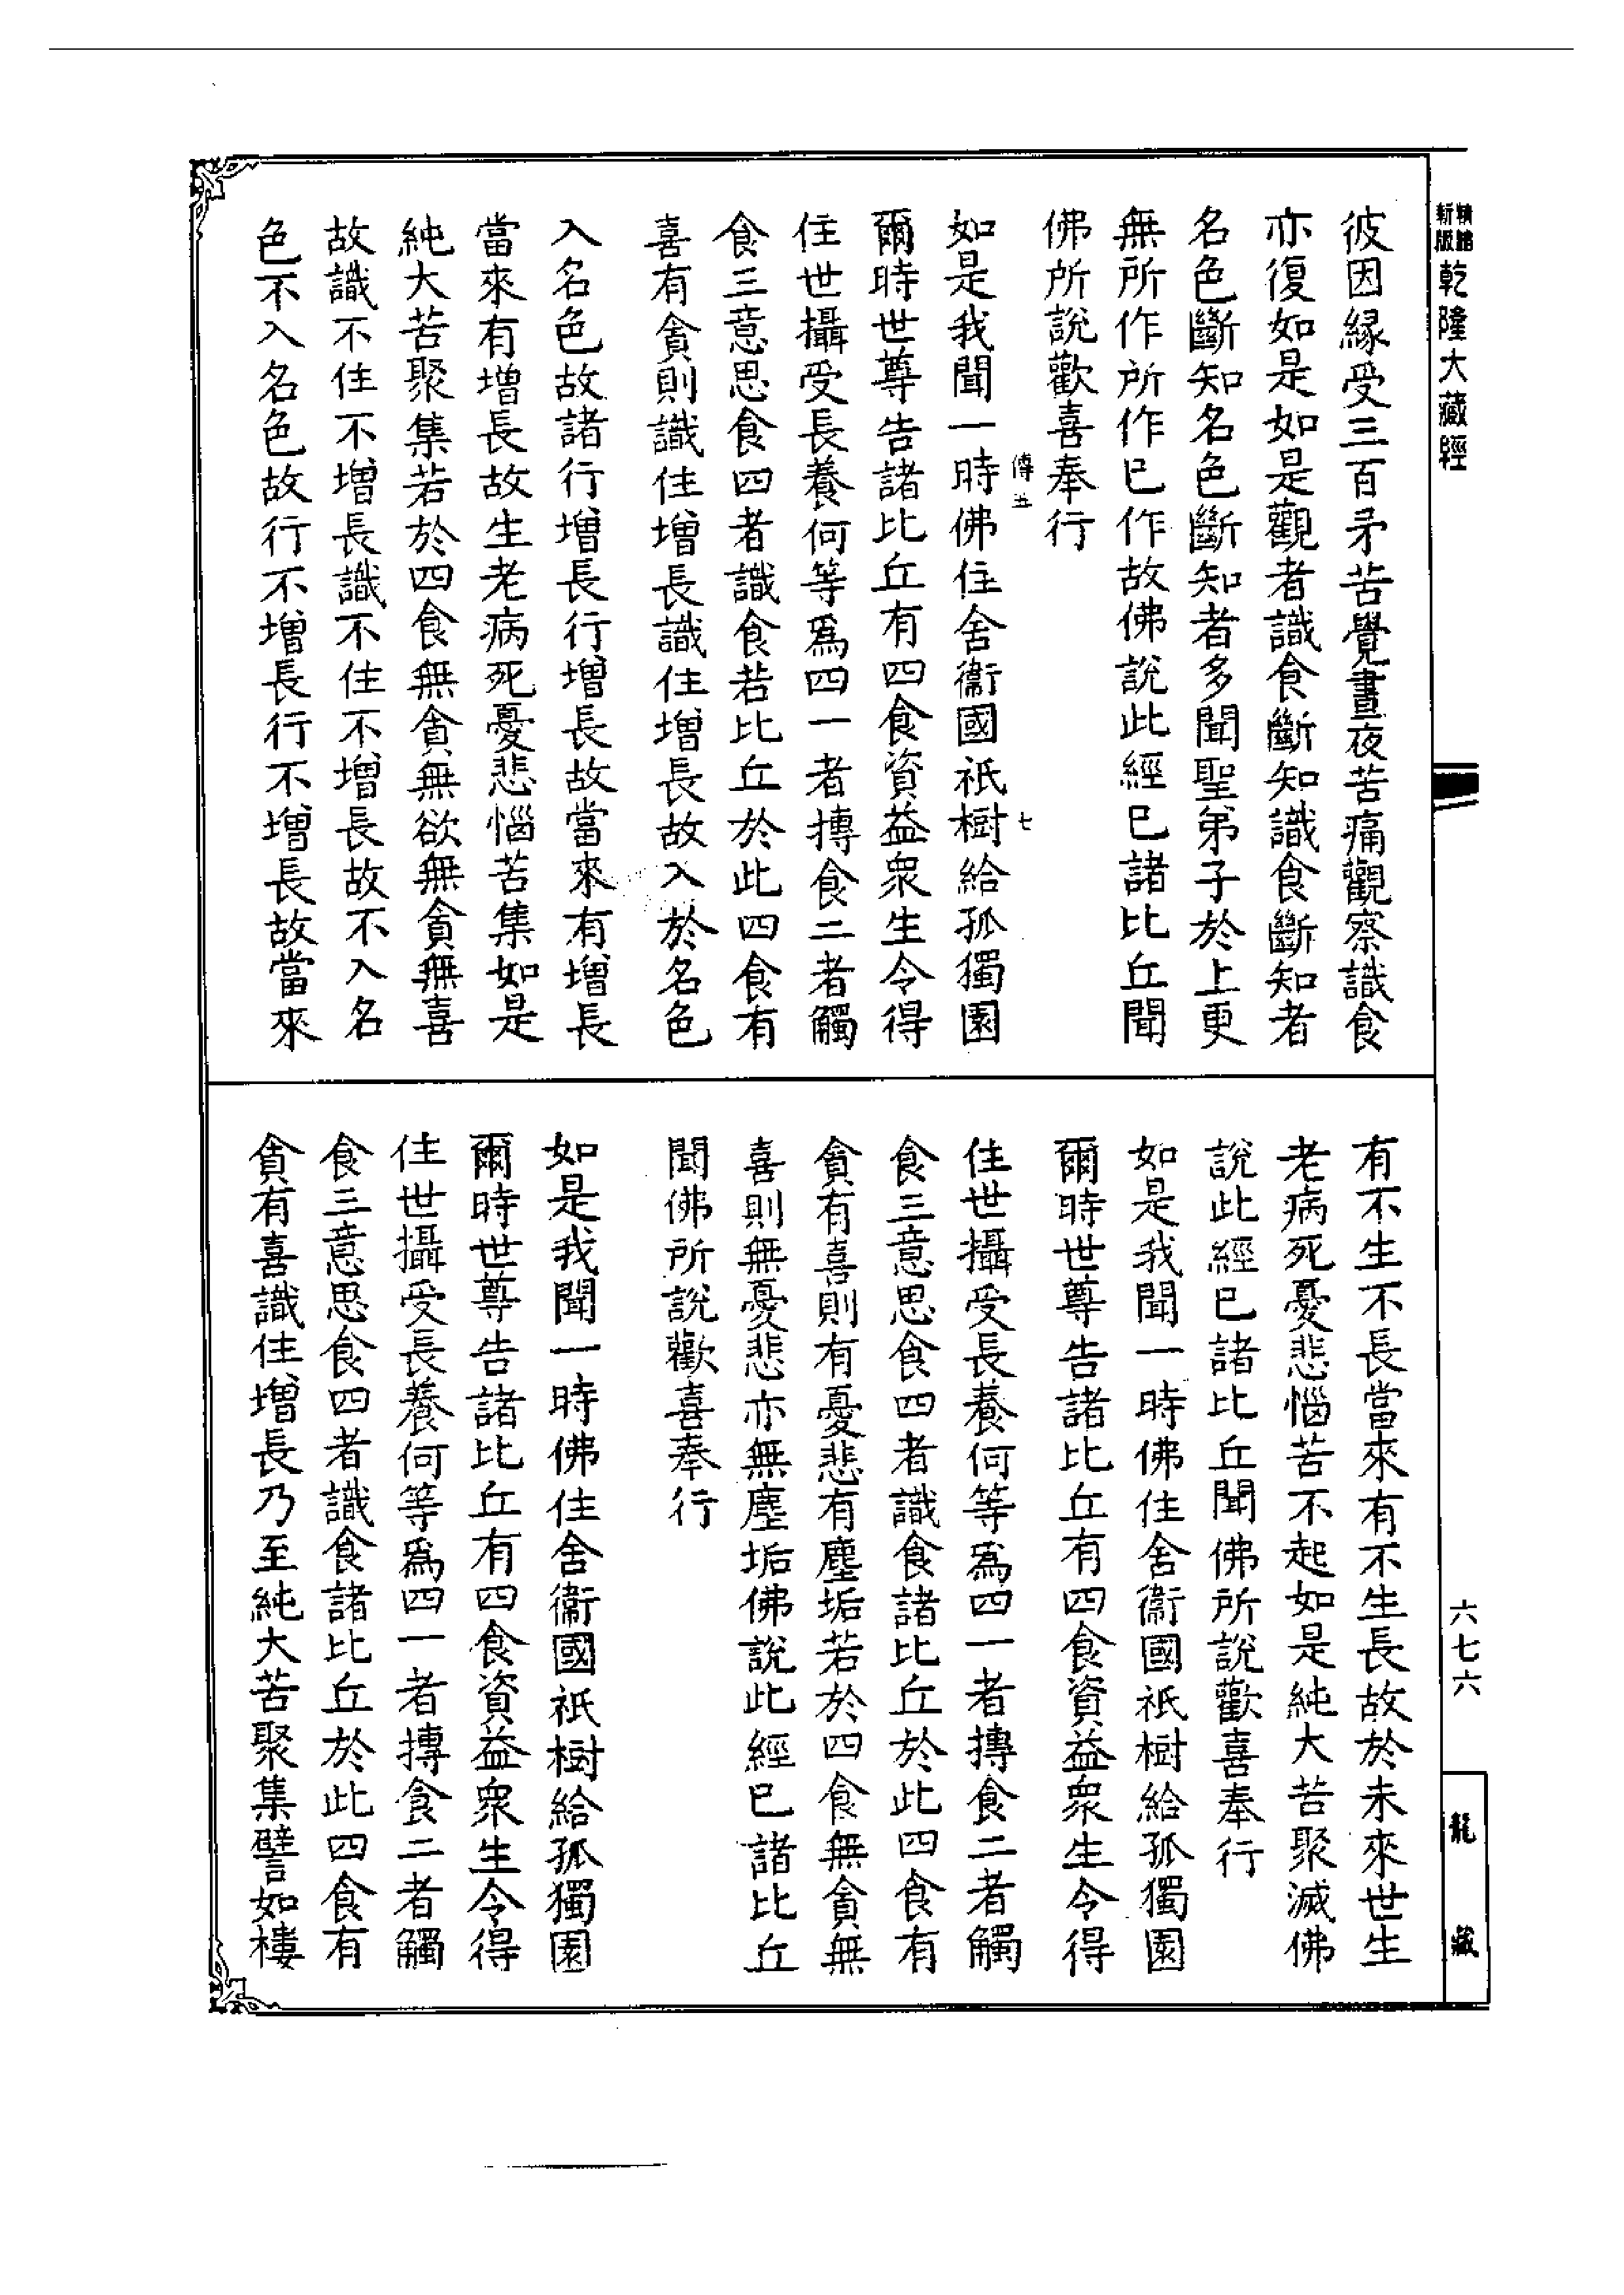 精縮新版乾隆大藏經
彼因縁受三百矛苦覺晝夜苦痛觀察識食
亦復如是如是觀者識食斷知識食斷知者
名色斷知名色斷知者多聞聖弟子於上更
無所作所作已作故佛說此經已諸比丘聞
佛所說歡喜奉行
七
如是我聞一時佛住舍衞國祇樹給孤獨園
爾時世尊告諸比丘有四食資益衆生令得
住世攝受長養何等爲四一者摶食二者觸
食三意思食四者識食若比丘於此四食有
喜有貪則識住增長識住增長故入於名色
入名色故諸行增長行增長故當來有增長
當來有增長故生老病死憂悲惱苦集如是
純大苦聚集若於四食無貪無欲無貪無喜
故識不住不增長識不住不增長故不入名
色不入名色故行不增長行不增長故當來
有不生不長當來有不生長故於未來世生
老病死憂悲惱苦不起如是純大苦聚滅佛
說此經已諸比丘聞佛所說歡喜奉行
如是我聞一時佛住舍衞國祇樹給孤獨園
爾時世尊告諸比丘有四食資益衆生令得
住世攝受長養何等爲四一者摶食二者觸
食三意思食四者識食諸比丘於此四食有
貪有喜則有憂悲有塵垢若於四食無貪無
喜則無憂悲亦無塵垢佛說此經已諸比丘
聞佛所說歡喜奉行
如是我聞一時佛住舍衞國祇樹給孤獨園
爾時世尊告諸比丘有四食資益衆生令得
住世攝受長養何等爲四一者摶食二者觸
食三意思食四者識食諸比丘於此四食有
貪有喜識住增長乃至純大苦聚集譬如樓
六七六
龍藏